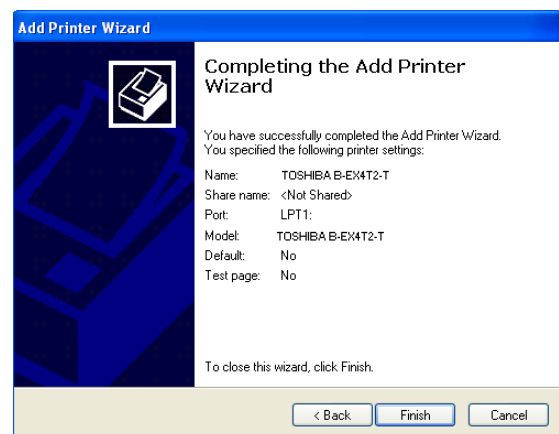 Add Printer Wizard
Completing the Add Printer
Wizard
You have successfully completed the Add Printer Wizard.
You specified the following printer settings:
Name: TOSHIBA B-EX4T2-T
Share name: <Not Shared>
Port: LPT1:
Model: TOSHIBA B-EX4T2-T
Default: No
Test page: No
To close this wizard, click Finish.
< Back Finish Cancel